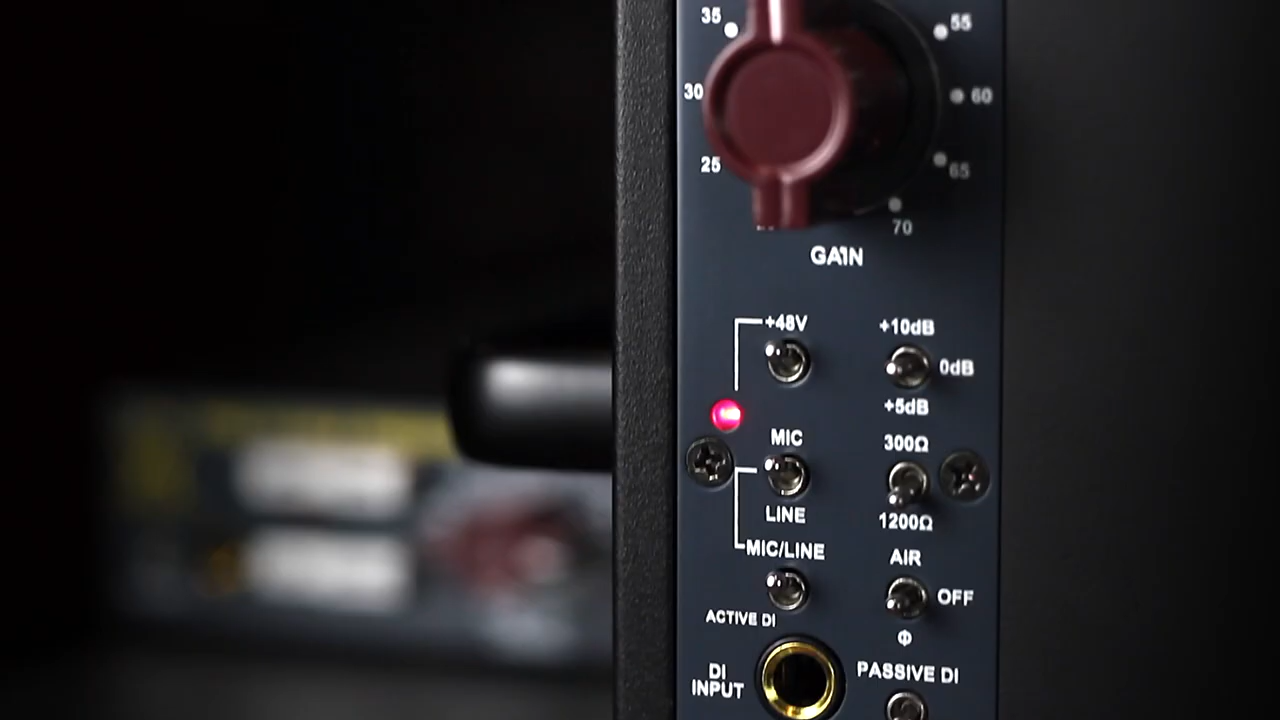 35
55
30
60
25
65
70
GAIN
+48V
+10dB
0dB
+5dB
MIC
300Ω
LINE
1200Ω
MIC/LINE
AIR
OFF
ACTIVE DI
Φ
DI
INPUT
PASSIVE DI